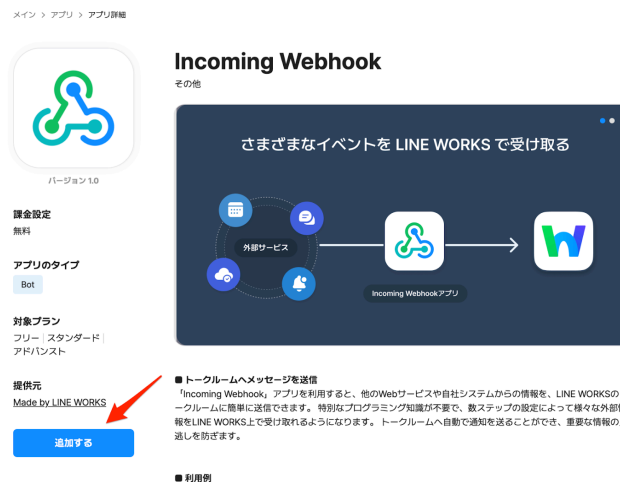 メイン > アプリ > アプリ詳細
Incoming Webhook
その他
バージョン 1.0
課金設定
無料
アプリのタイプ
Bot
対象プラン
フリー | スタンダード |
アドバンスト
提供元
Made by LINE WORKS
追加する
さまざまなイベントを LINE WORKS で受け取る
外部サービス
Incoming Webhookアプリ
■ トークルームへメッセージを送信
「Incoming Webhook」アプリを利用すると、他のWebサービスや自社システムからの情報を、LINE WORKSの
ークルームに簡単に送信できます。 特別なプログラミング知識が不要で、数ステップの設定によって様々な外部
報をLINE WORKS上で受け取れるようになります。 トークルームへ自動で通知を送ることができ、重要な情報の
逃しを防ぎます。
■ 利用例